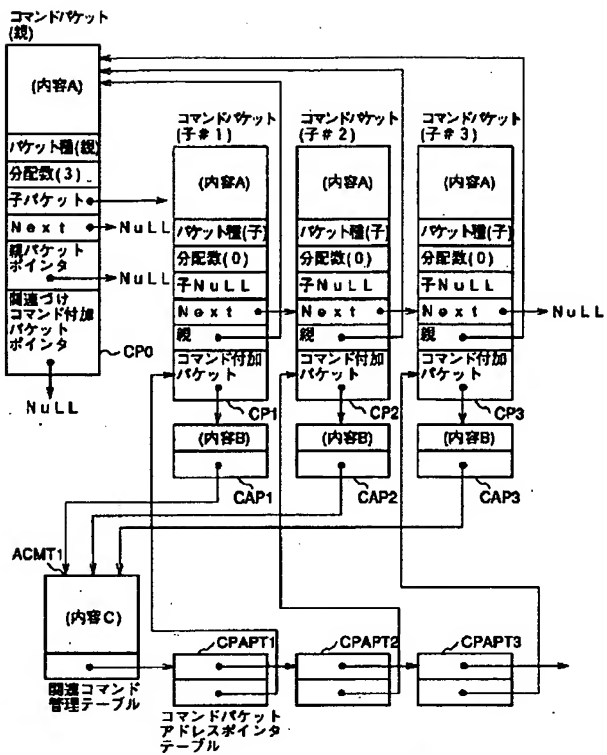 コマンドパケット
(親)
(内容A)
パケット種(親)
分配数(3)
子パケット
Next
NuLL
親パケット
ポインタ
NuLL
関連づけ
コマンド付加
パケット
ポインタ
CP0
NuLL
コマンドパケット
(子#1)
(内容A)
パケット種(子)
分配数(0)
子NuLL
Next
親
コマンド付加
パケット
CP1
(内容B)
CAP1
コマンドパケット
(子#2)
(内容A)
パケット種(子)
分配数(0)
子NuLL
Next
親
コマンド付加
パケット
CP2
(内容B)
CAP2
コマンドパケット
(子#3)
(内容A)
パケット種(子)
分配数(0)
子NuLL
Next
NuLL
親
コマンド付加
パケット
CP3
(内容B)
CAP3
ACMT1
(内容C)
関連コマンド
管理テーブル
CPAPT1
コマンドパケット
アドレスポインタ
テーブル
CPAPT2
CPAPT3